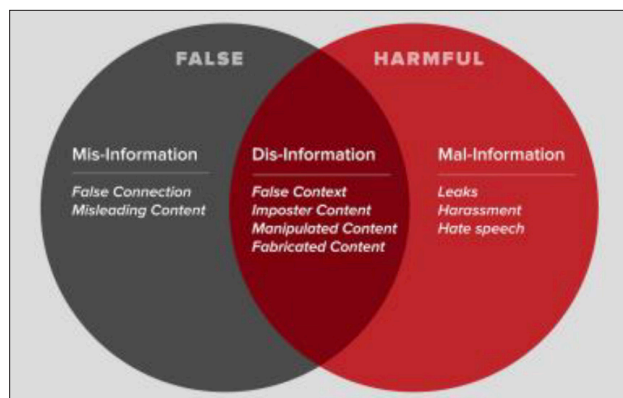 FALSE
HARMFUL
Mis-Information
False Connection
Misleading Content
Dis-Information
False Context
Imposter Content
Manipulated Content
Fabricated Content
Mal-Information
Leaks
Harassment
Hate speech